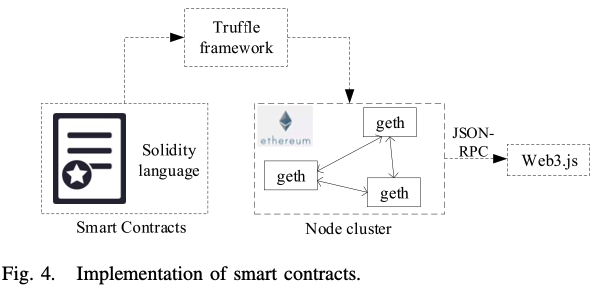 Truffle
framework
Solidity
language
Smart Contracts
ethereum
geth
geth
geth
Node cluster
JSON-
RPC
Web3.js
Fig. 4. Implementation of smart contracts.